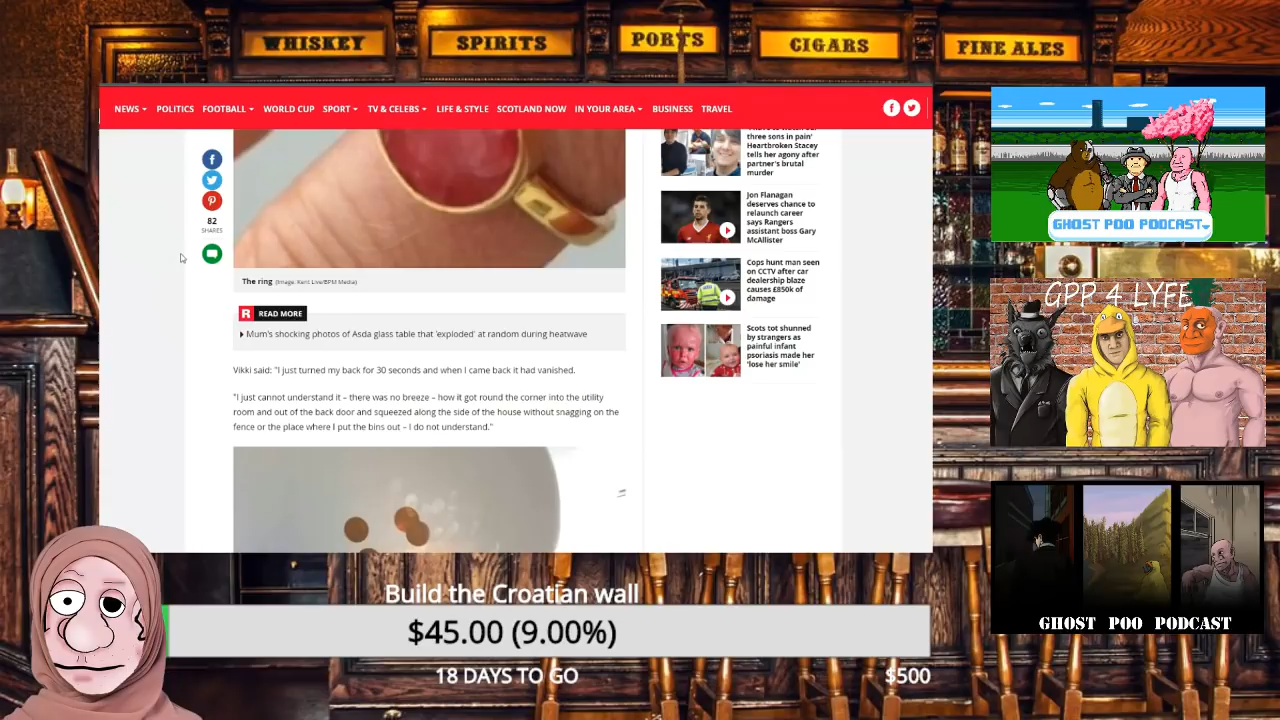 WHISKEY
SPIRITS
PORTS
CIGARS
FINE ALES
NEWS POLITICS FOOTBALL WORLD CUP SPORT TV & CELEBS LIFE & STYLE SCOTLAND NOW IN YOUR AREA BUSINESS TRAVEL
82
SHARES
The ring (Image: Kent Live/BPM Media)
R READ MORE
Mum's shocking photos of Asda glass table that 'exploded' at random during heatwave
Vikki said: "I just turned my back for 30 seconds and when I came back it had vanished.
"I just cannot understand it – there was no breeze – how it got round the corner into the utility
room and out of the back door and squeezed along the side of the house without snagging on the
fence or the place where I put the bins out – I do not understand."
three sons in pain'
Heartbroken Stacey
tells her agony after
partner's brutal
murder
Jon Flanagan
deserves chance to
relaunch career
says Rangers
assistant boss Gary
McAllister
Cops hunt man seen
on CCTV after car
dealership blaze
causes £850k of
damage
Scots tot shunned
by strangers as
painful infant
psoriasis made her
'lose her smile'
GHOST POO PODCAST
GPP 4 LYFE
GHOST POO PODCAST
Build the Croatian wall
$45.00 (9.00%)
18 DAYS TO GO
$500